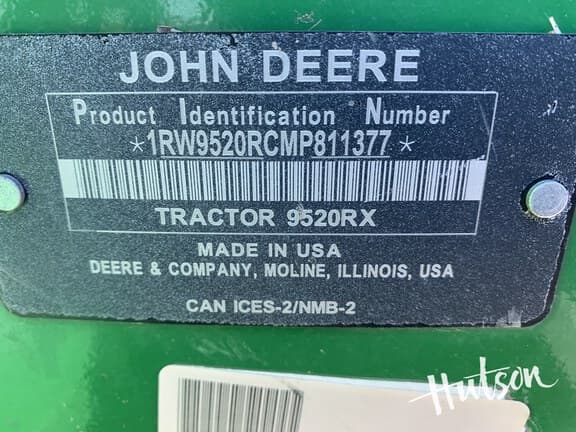 JOHN DEERE
Product Identification Number
*1RW9520RCMP811377*
TRACTOR 9520RX
MADE IN USA
DEERE & COMPANY, MOLINE, ILLINOIS, USA
CAN ICES-2/NMB-2
Hutson